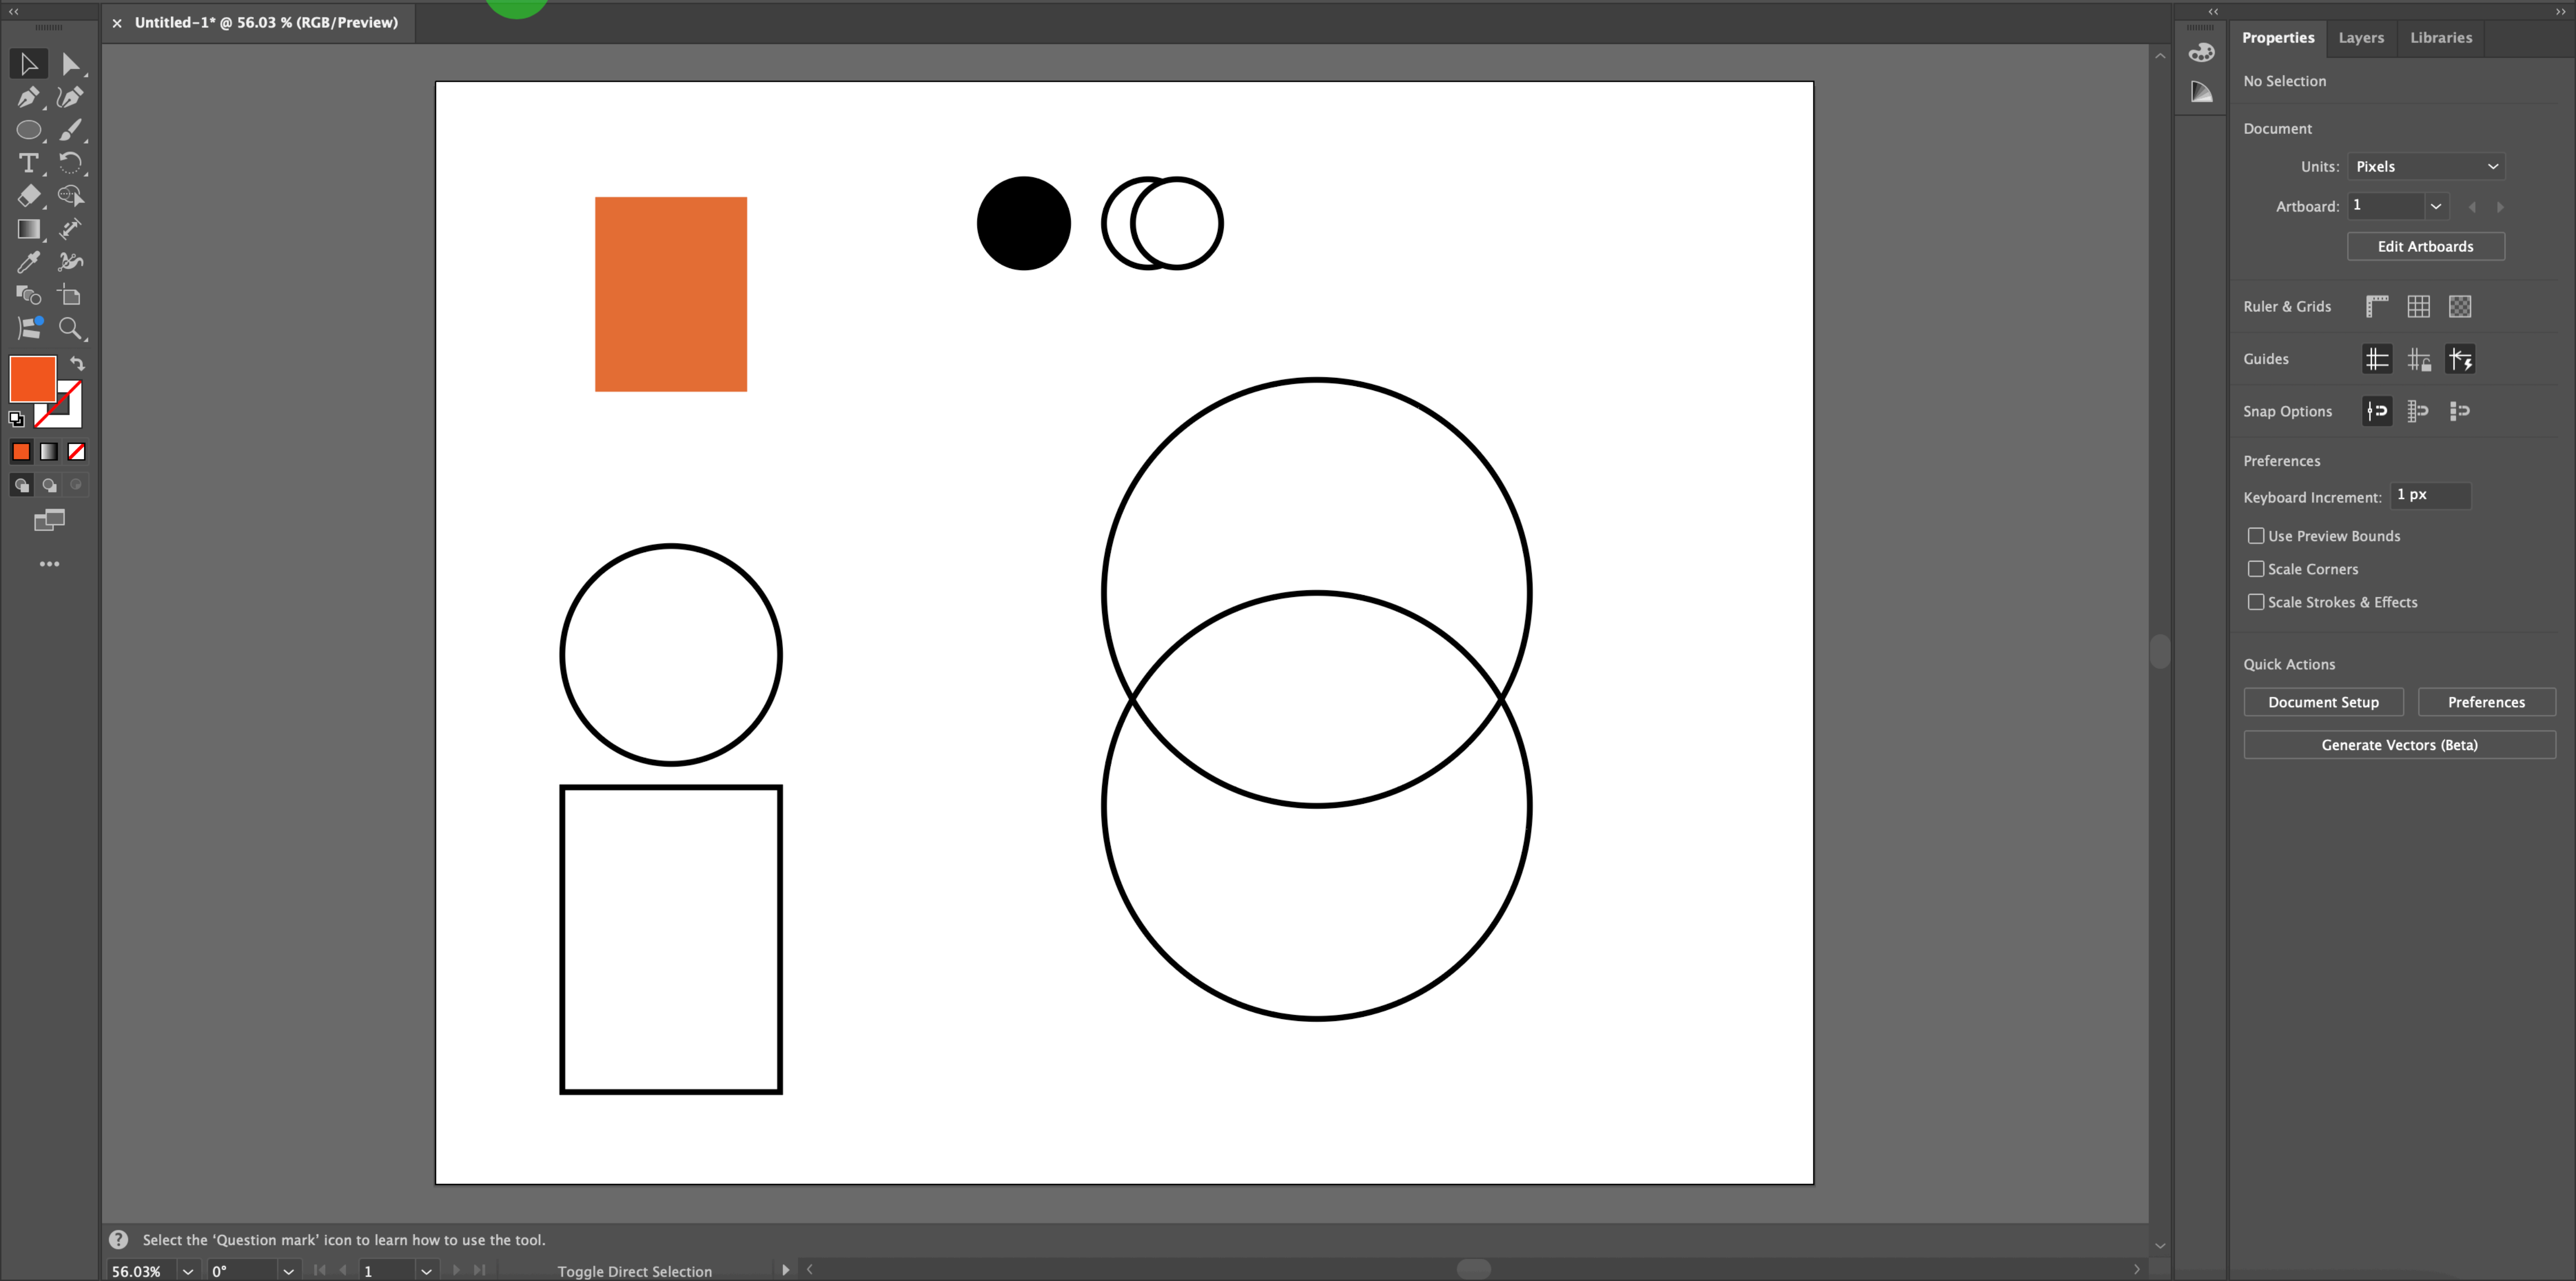 Untitled-1* @ 56.03 % (RGB/Preview)
Properties
Layers
Libraries
No Selection
Document
Units: Pixels
Artboard: 1
Edit Artboards
Ruler & Grids
Guides
Snap Options
Preferences
Keyboard Increment: 1 px
Use Preview Bounds
Scale Corners
Scale Strokes & Effects
Quick Actions
Document Setup
Preferences
Generate Vectors (Beta)
Select the ‘Question mark’ icon to learn how to use the tool.
56.03% 0° 1 Toggle Direct Selection